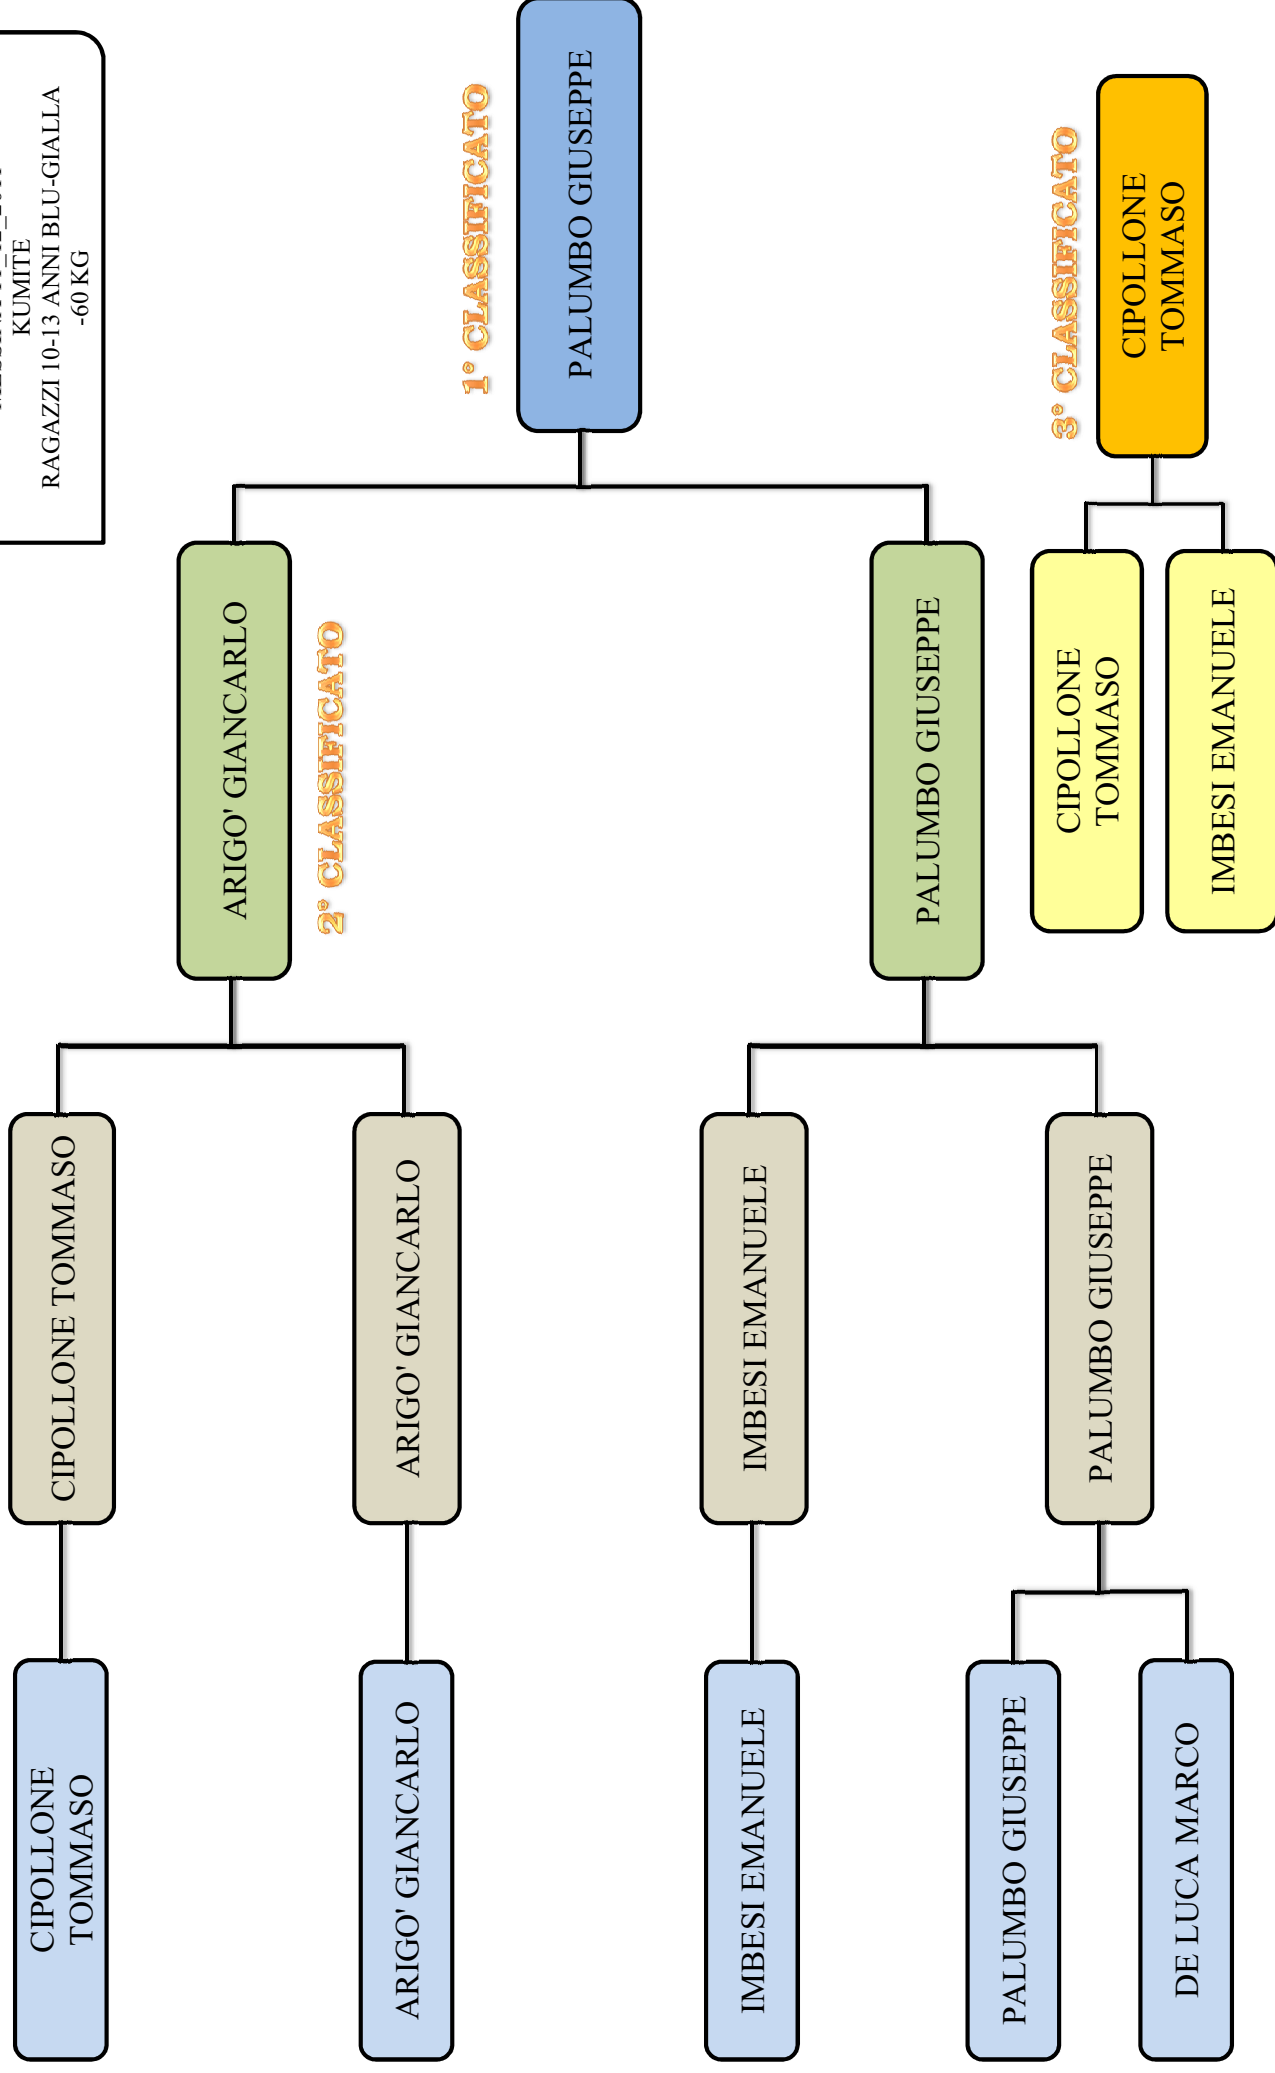 KUMITE
RAGAZZI 10-13 ANNI BLU-GIALLA
-60 KG
CIPOLLONE
TOMMASO
ARIGO' GIANCARLO
IMBESI EMANUELE
PALUMBO GIUSEPPE
DE LUCA MARCO
CIPOLLONE TOMMASO
ARIGO' GIANCARLO
IMBESI EMANUELE
PALUMBO GIUSEPPE
ARIGO' GIANCARLO
2° CLASSIFICATO
PALUMBO GIUSEPPE
1° CLASSIFICATO
PALUMBO GIUSEPPE
CIPOLLONE
TOMMASO
IMBESI EMANUELE
3° CLASSIFICATO
CIPOLLONE
TOMMASO